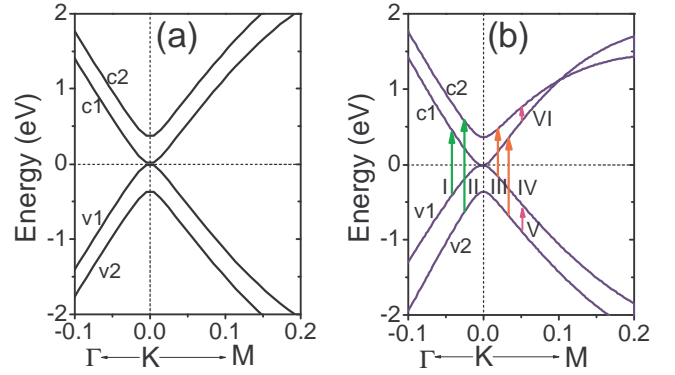 (a)
Energy (eV)
2
1
0
-1
-2
c2
c1
v1
v2
-0.1 0.0 0.1 0.2
Γ K M
(b)
Energy (eV)
2
1
0
-1
-2
c2
c1
VI
I II III IV
v1
V
v2
-0.1 0.0 0.1 0.2
Γ K M